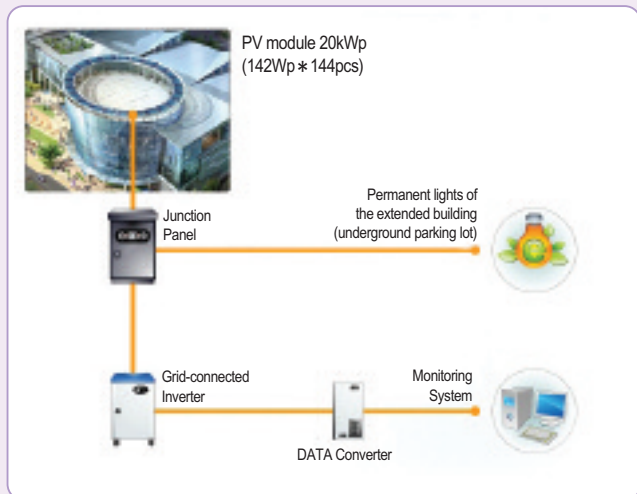 PV module 20kWp
(142Wp＊144pcs)
Junction
Panel
Permanent lights of
the extended building
(underground parking lot)
Grid-connected
Inverter
Monitoring
System
DATA Converter